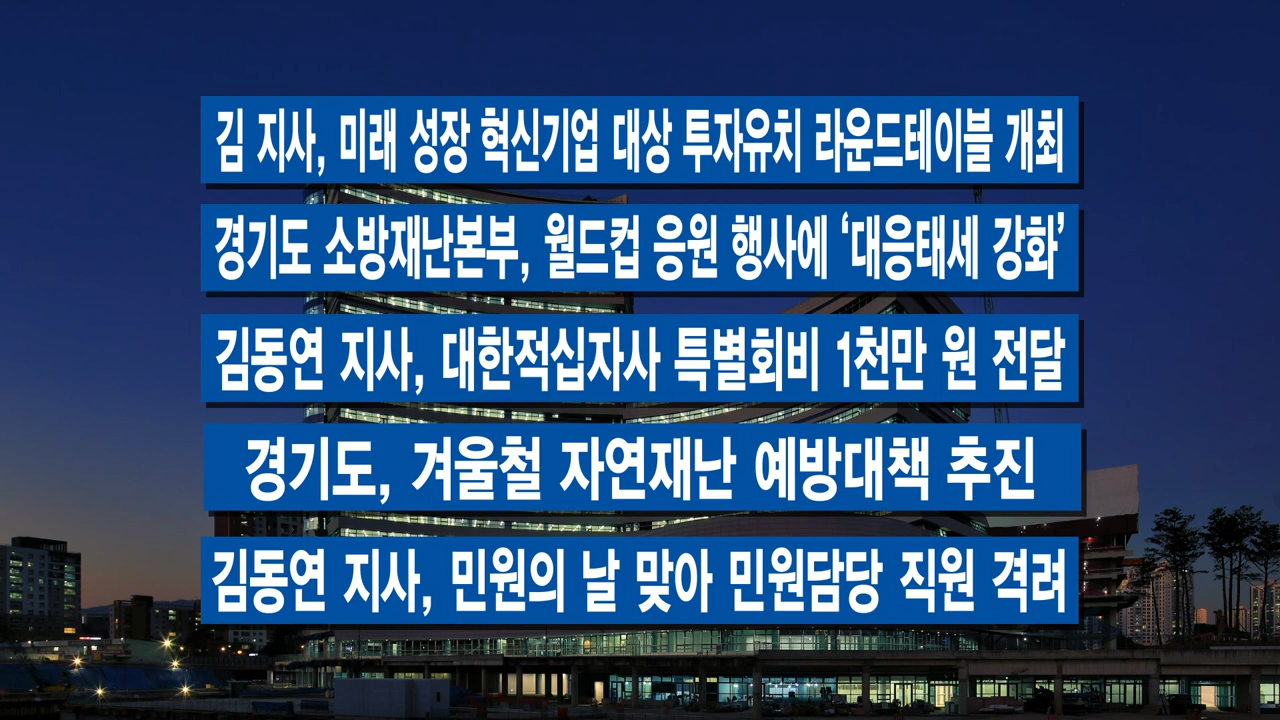 김 지사, 미래 성장 혁신기업 대상 투자유치 라운드테이블 개최
경기도 소방재난본부, 월드컵 응원 행사에 ‘대응태세 강화’
김동연 지사, 대한적십자사 특별회비 1천만 원 전달
경기도, 겨울철 자연재난 예방대책 추진
김동연 지사, 민원의 날 맞아 민원담당 직원 격려